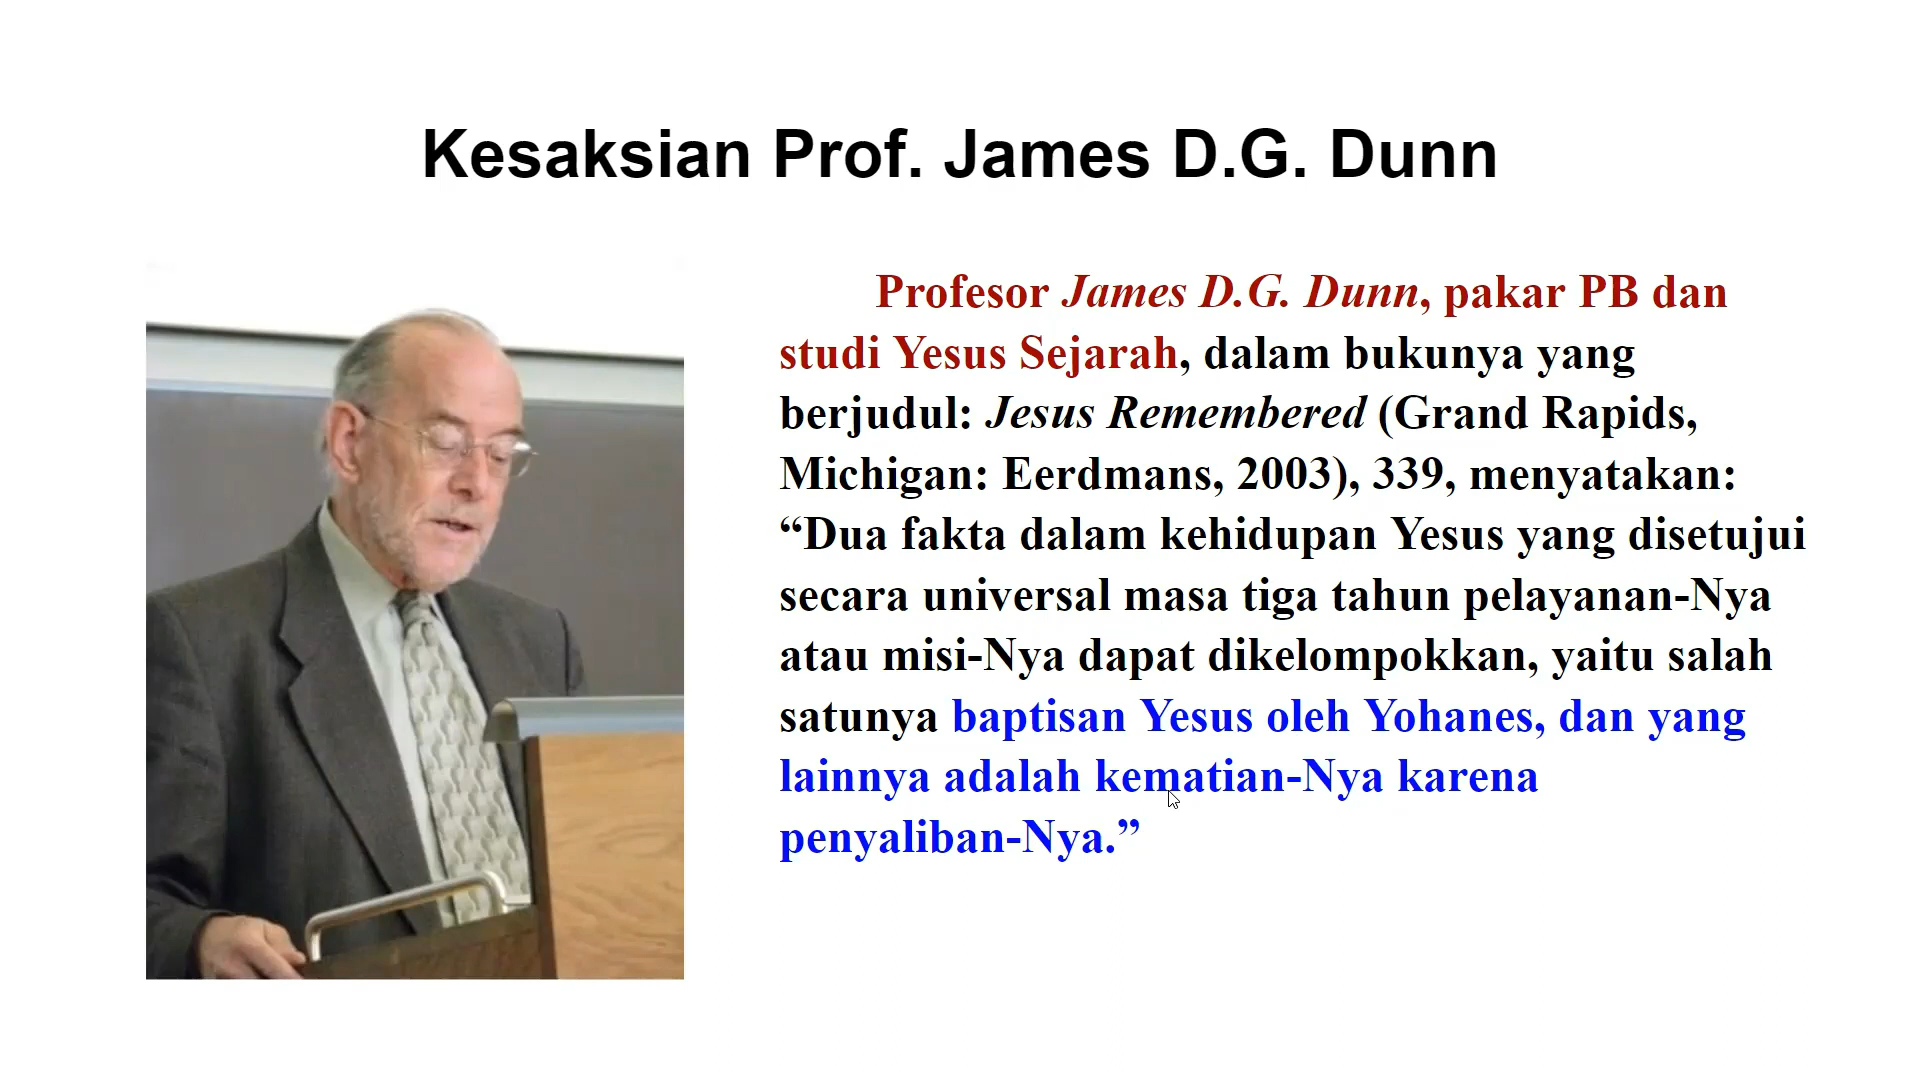 Kesaksian Prof. James D.G. Dunn
Profesor James D.G. Dunn, pakar PB dan
studi Yesus Sejarah, dalam bukunya yang
berjudul: Jesus Remembered (Grand Rapids,
Michigan: Eerdmans, 2003), 339, menyatakan:
“Dua fakta dalam kehidupan Yesus yang disetujui
secara universal masa tiga tahun pelayanan-Nya
atau misi-Nya dapat dikelompokkan, yaitu salah
satunya baptisan Yesus oleh Yohanes, dan yang
lainnya adalah kematian-Nya karena
penyaliban-Nya.”